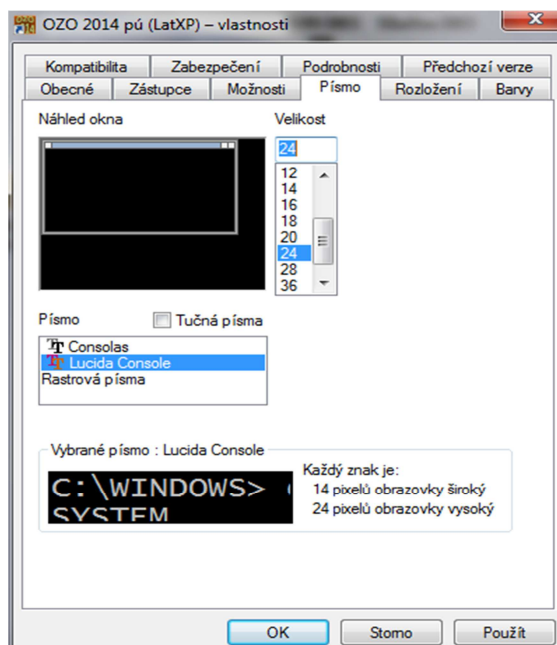 OZO 2014 pú (LatXP) – vlastnosti
Kompatibilita Zabezpečení Podrobnosti Předchozí verze
Obecné Zástupce Možnosti Písmo Rozložení Barvy
Náhled okna Velikost
24
12
14
16
18
20
24
28
36
Písmo Tučná písma
Consolas
Lucida Console
Rastrová písma
Vybrané písmo : Lucida Console
C:\WINDOWS>
SYSTEM
Každý znak je:
14 pixelů obrazovky široký
24 pixelů obrazovky vysoký
OK Storno Použít